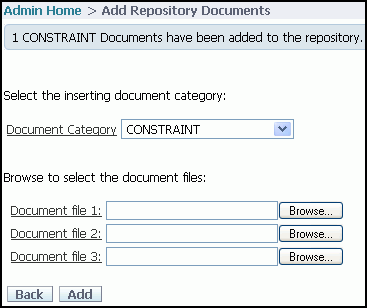 Admin Home > Add Repository Documents
1 CONSTRAINT Documents have been added to the repository.
Select the inserting document category:
Document Category CONSTRAINT
Browse to select the document files:
Document file 1: Browse...
Document file 2: Browse...
Document file 3: Browse...
Back Add